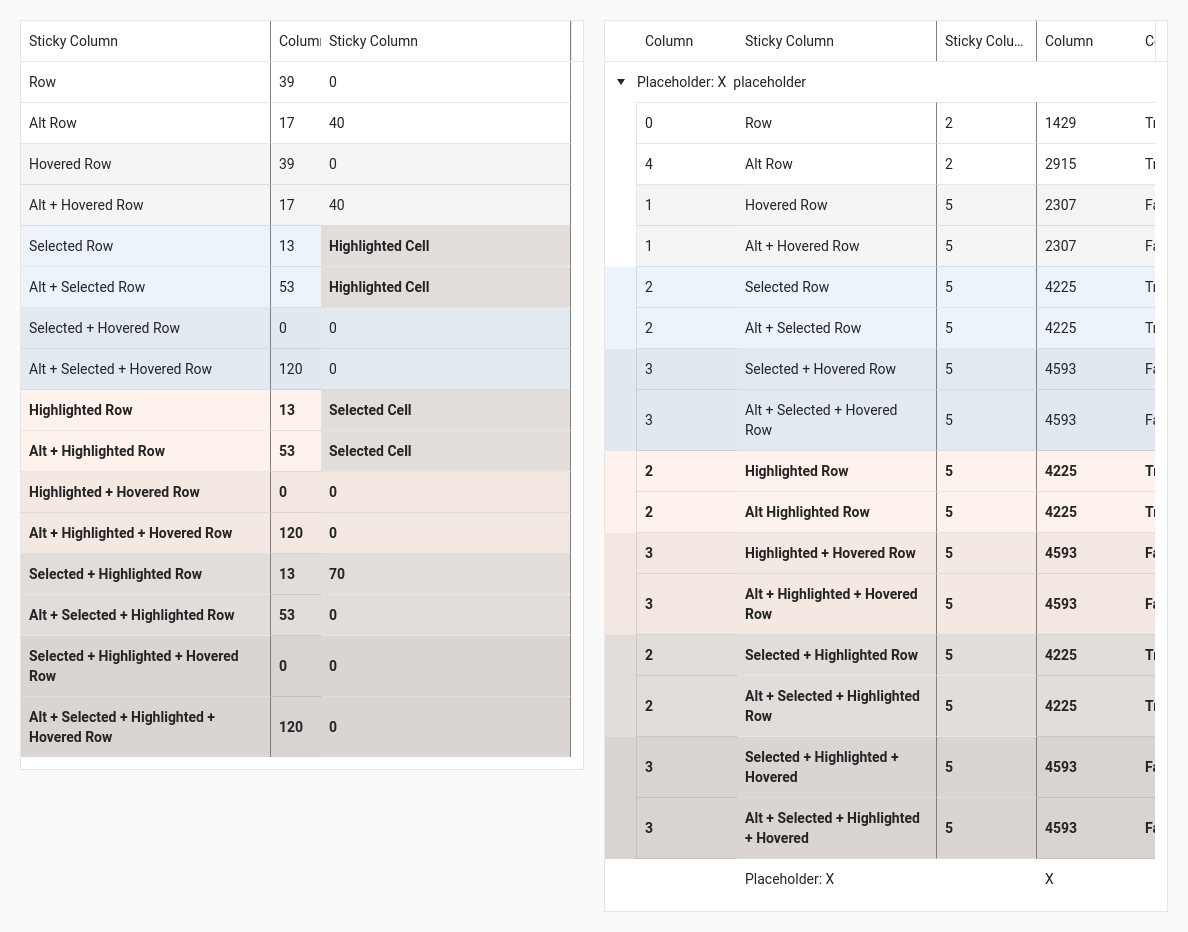 Sticky Column Colum Sticky Column
Row 39 0
Alt Row 17 40
Hovered Row 39 0
Alt + Hovered Row 17 40
Selected Row 13 Highlighted Cell
Alt + Selected Row 53 Highlighted Cell
Selected + Hovered Row 0 0
Alt + Selected + Hovered Row 120 0
Highlighted Row 13 Selected Cell
Alt + Highlighted Row 53 Selected Cell
Highlighted + Hovered Row 0 0
Alt + Highlighted + Hovered Row 120 0
Selected + Highlighted Row 13 70
Alt + Selected + Highlighted Row 53 0
Selected + Highlighted + Hovered
Row 0 0
Alt + Selected + Highlighted +
Hovered Row 120 0
Column Sticky Column Sticky Colu... Column C
Placeholder: X placeholder
0 Row 2 1429 Tr
4 Alt Row 2 2915 Tr
1 Hovered Row 5 2307 Fa
1 Alt + Hovered Row 5 2307 Fa
2 Selected Row 5 4225 Tr
2 Alt + Selected Row 5 4225 Tr
3 Selected + Hovered Row 5 4593 Fa
3 Alt + Selected + Hovered
Row 5 4593 Fa
2 Highlighted Row 5 4225 Tr
2 Alt Highlighted Row 5 4225 Tr
3 Highlighted + Hovered Row 5 4593 Fa
3 Alt + Highlighted + Hovered
Row 5 4593 Fa
2 Selected + Highlighted Row 5 4225 Tr
2 Alt + Selected + Highlighted
Row 5 4225 Tr
3 Selected + Highlighted +
Hovered 5 4593 Fa
3 Alt + Selected + Highlighted
+ Hovered 5 4593 Fa
Placeholder: X X